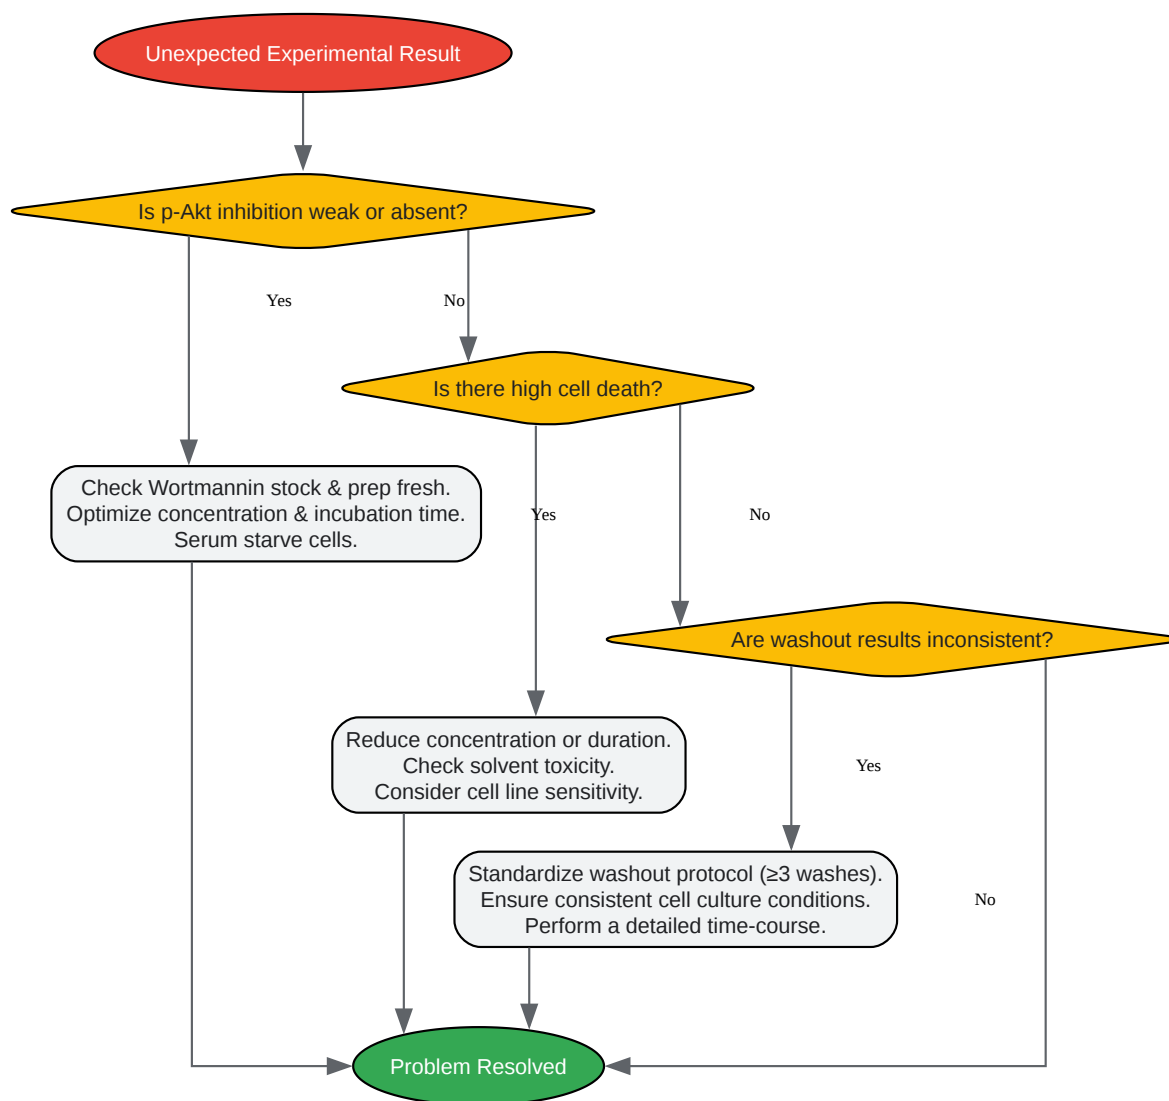 Unexpected Experimental Result
Is p-Akt inhibition weak or absent?
Yes
No
Is there high cell death?
Check Wortmannin stock & prep fresh.
Optimize concentration & incubation time.
Serum starve cells.
Yes
No
Are washout results inconsistent?
Reduce concentration or duration.
Check solvent toxicity.
Consider cell line sensitivity.
Yes
Standardize washout protocol (≥3 washes).
Ensure consistent cell culture conditions.
Perform a detailed time-course.
No
Problem Resolved